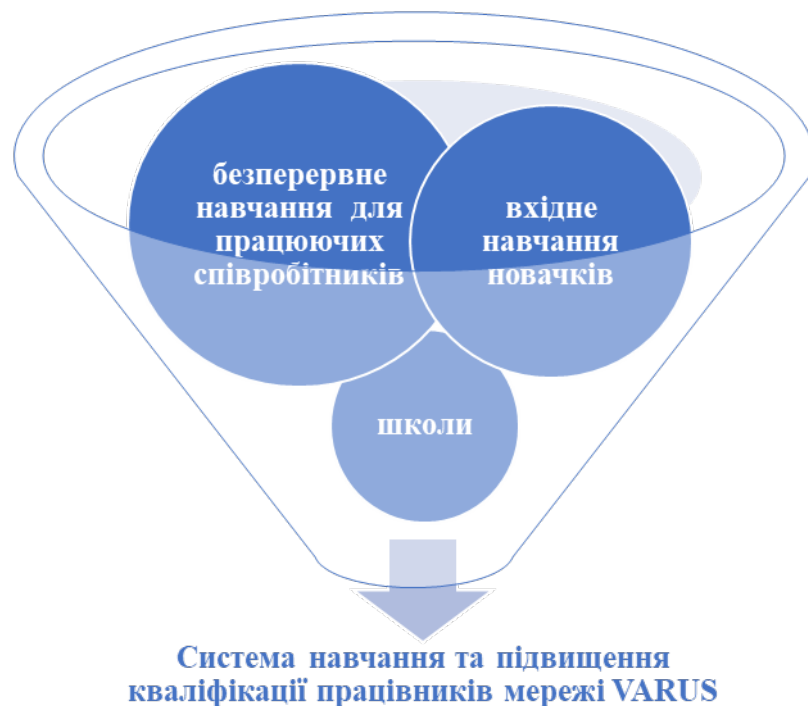 безперервне
навчання для
працюючих
співробітників
вхідне
навчання
новачків
школи
Система навчання та підвищення
кваліфікації працівників мережі VARUS